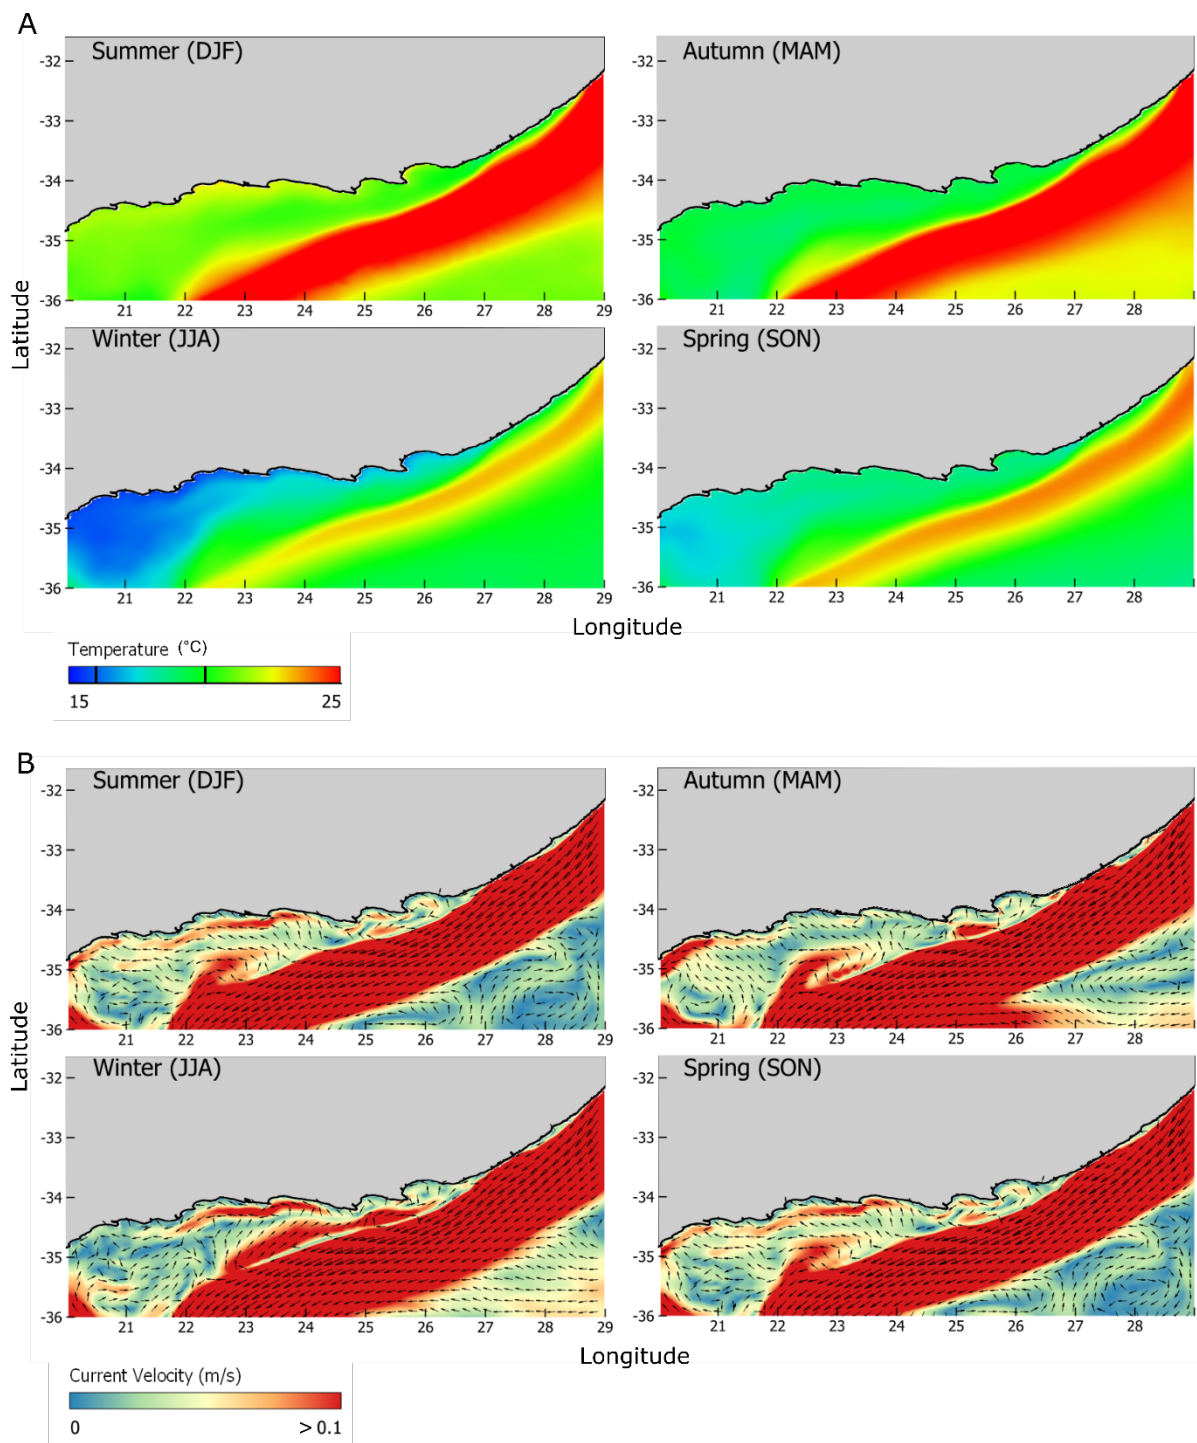 A
Summer (DJF)
Autumn (MAM)
-32
-33
-34
-35
-36
21 22 23 24 25 26 27 28 29
-32
-33
-34
-35
-36
21 22 23 24 25 26 27 28
Winter (JJA)
Spring (SON)
-32
-33
-34
-35
-36
21 22 23 24 25 26 27 28 29
-32
-33
-34
-35
-36
21 22 23 24 25 26 27 28
Latitude
Longitude
Temperature (°C)
15 25
B
Summer (DJF)
Autumn (MAM)
-32
-33
-34
-35
-36
21 22 23 24 25 26 27 28 29
-32
-33
-34
-35
-36
21 22 23 24 25 26 27 28
Winter (JJA)
Spring (SON)
-32
-33
-34
-35
-36
21 22 23 24 25 26 27 28 29
-32
-33
-34
-35
-36
21 22 23 24 25 26 27 28
Latitude
Longitude
Current Velocity (m/s)
0 > 0.1